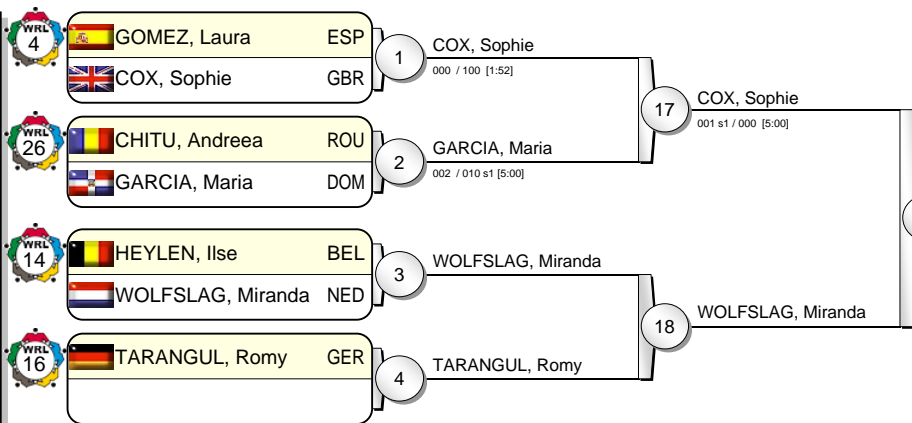 WRL
4
GOMEZ, Laura ESP
COX, Sophie GBR
1
COX, Sophie
000 / 100 [1:52]
WRL
26
CHITU, Andreea ROU
GARCIA, Maria DOM
2
GARCIA, Maria
002 / 010 s1 [5:00]
17
COX, Sophie
001 s1 / 000 [5:00]
WRL
14
HEYLEN, Ilse BEL
WOLFSLAG, Miranda NED
3
WOLFSLAG, Miranda
WRL
16
TARANGUL, Romy GER
4
TARANGUL, Romy
18
WOLFSLAG, Miranda